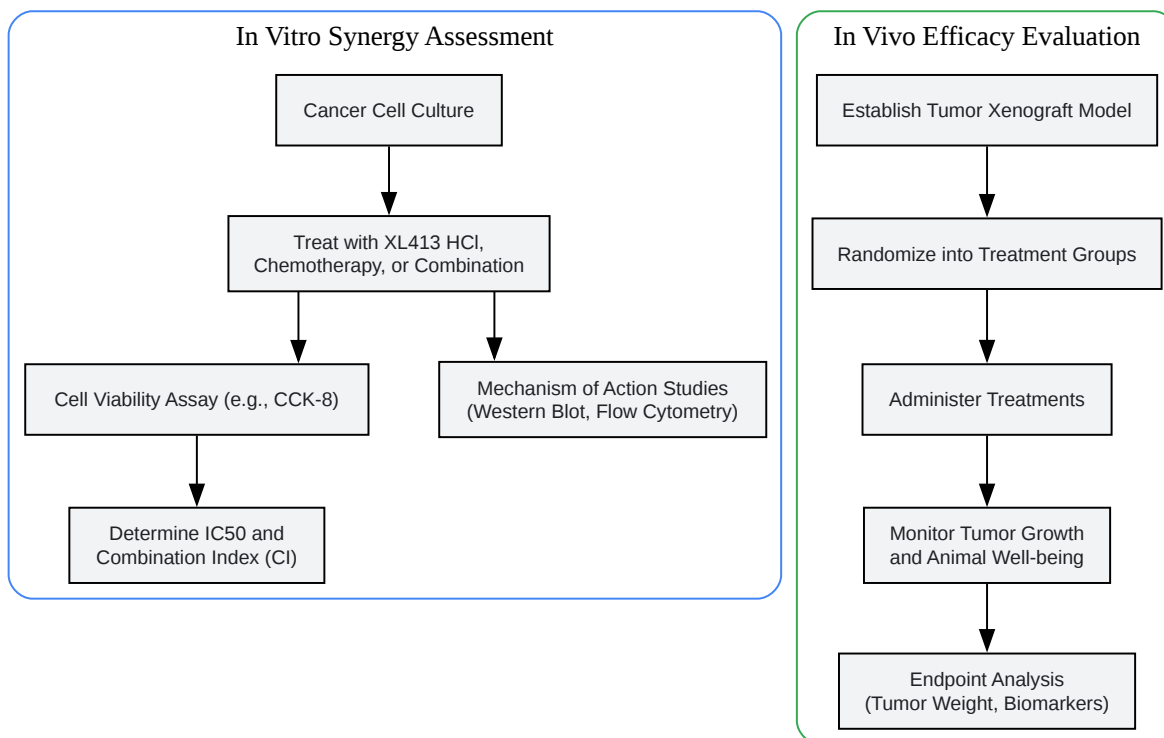 In Vitro Synergy Assessment
Cancer Cell Culture
Treat with XL413 HCl,
Chemotherapy, or Combination
Cell Viability Assay (e.g., CCK-8)
Mechanism of Action Studies
(Western Blot, Flow Cytometry)
Determine IC50 and
Combination Index (CI)
In Vivo Efficacy Evaluation
Establish Tumor Xenograft Model
Randomize into Treatment Groups
Administer Treatments
Monitor Tumor Growth
and Animal Well-being
Endpoint Analysis
(Tumor Weight, Biomarkers)